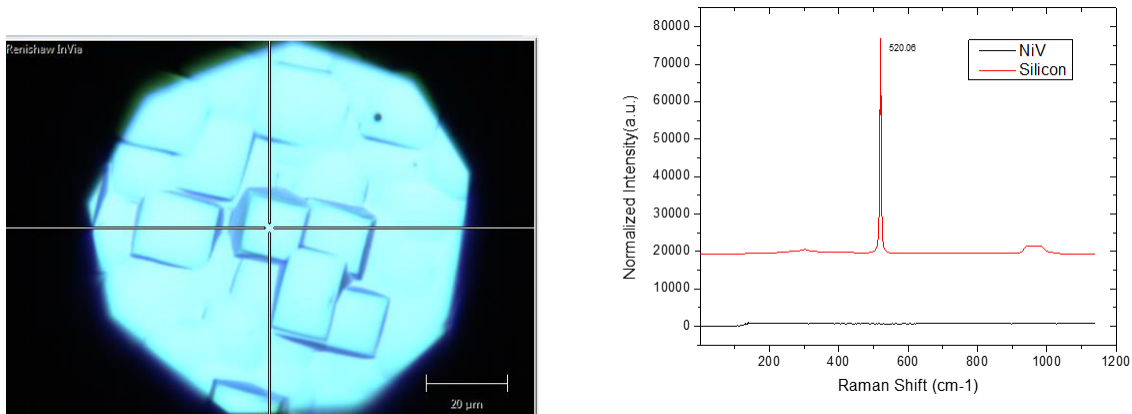 Renishaw InVia
20 µm
Normalized Intensity(a.u.)
80000
70000
60000
50000
40000
30000
20000
10000
0
520.06
NiV
Silicon
200
400
600
800
1000
1200
Raman Shift (cm-1)